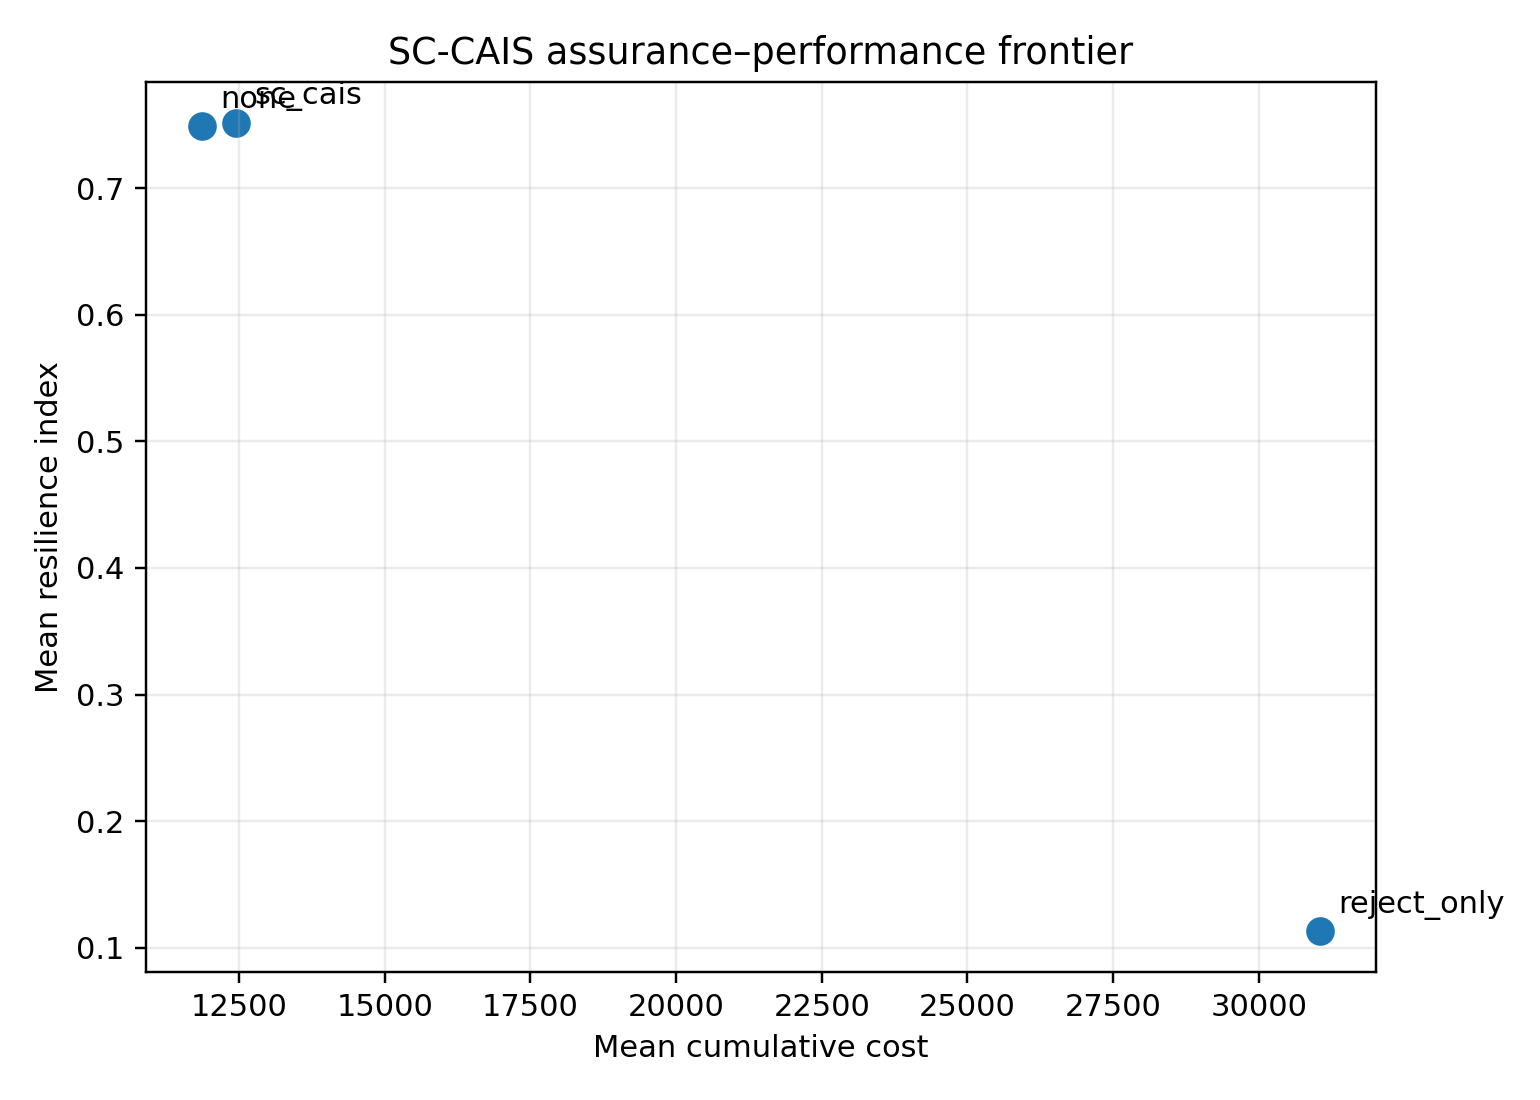 SC-CAIS assurance–performance frontier
none
sc_cais
0.7
0.6
0.5
0.4
0.3
0.2
0.1
Mean resilience index
reject_only
12500 15000 17500 20000 22500 25000 27500 30000
Mean cumulative cost